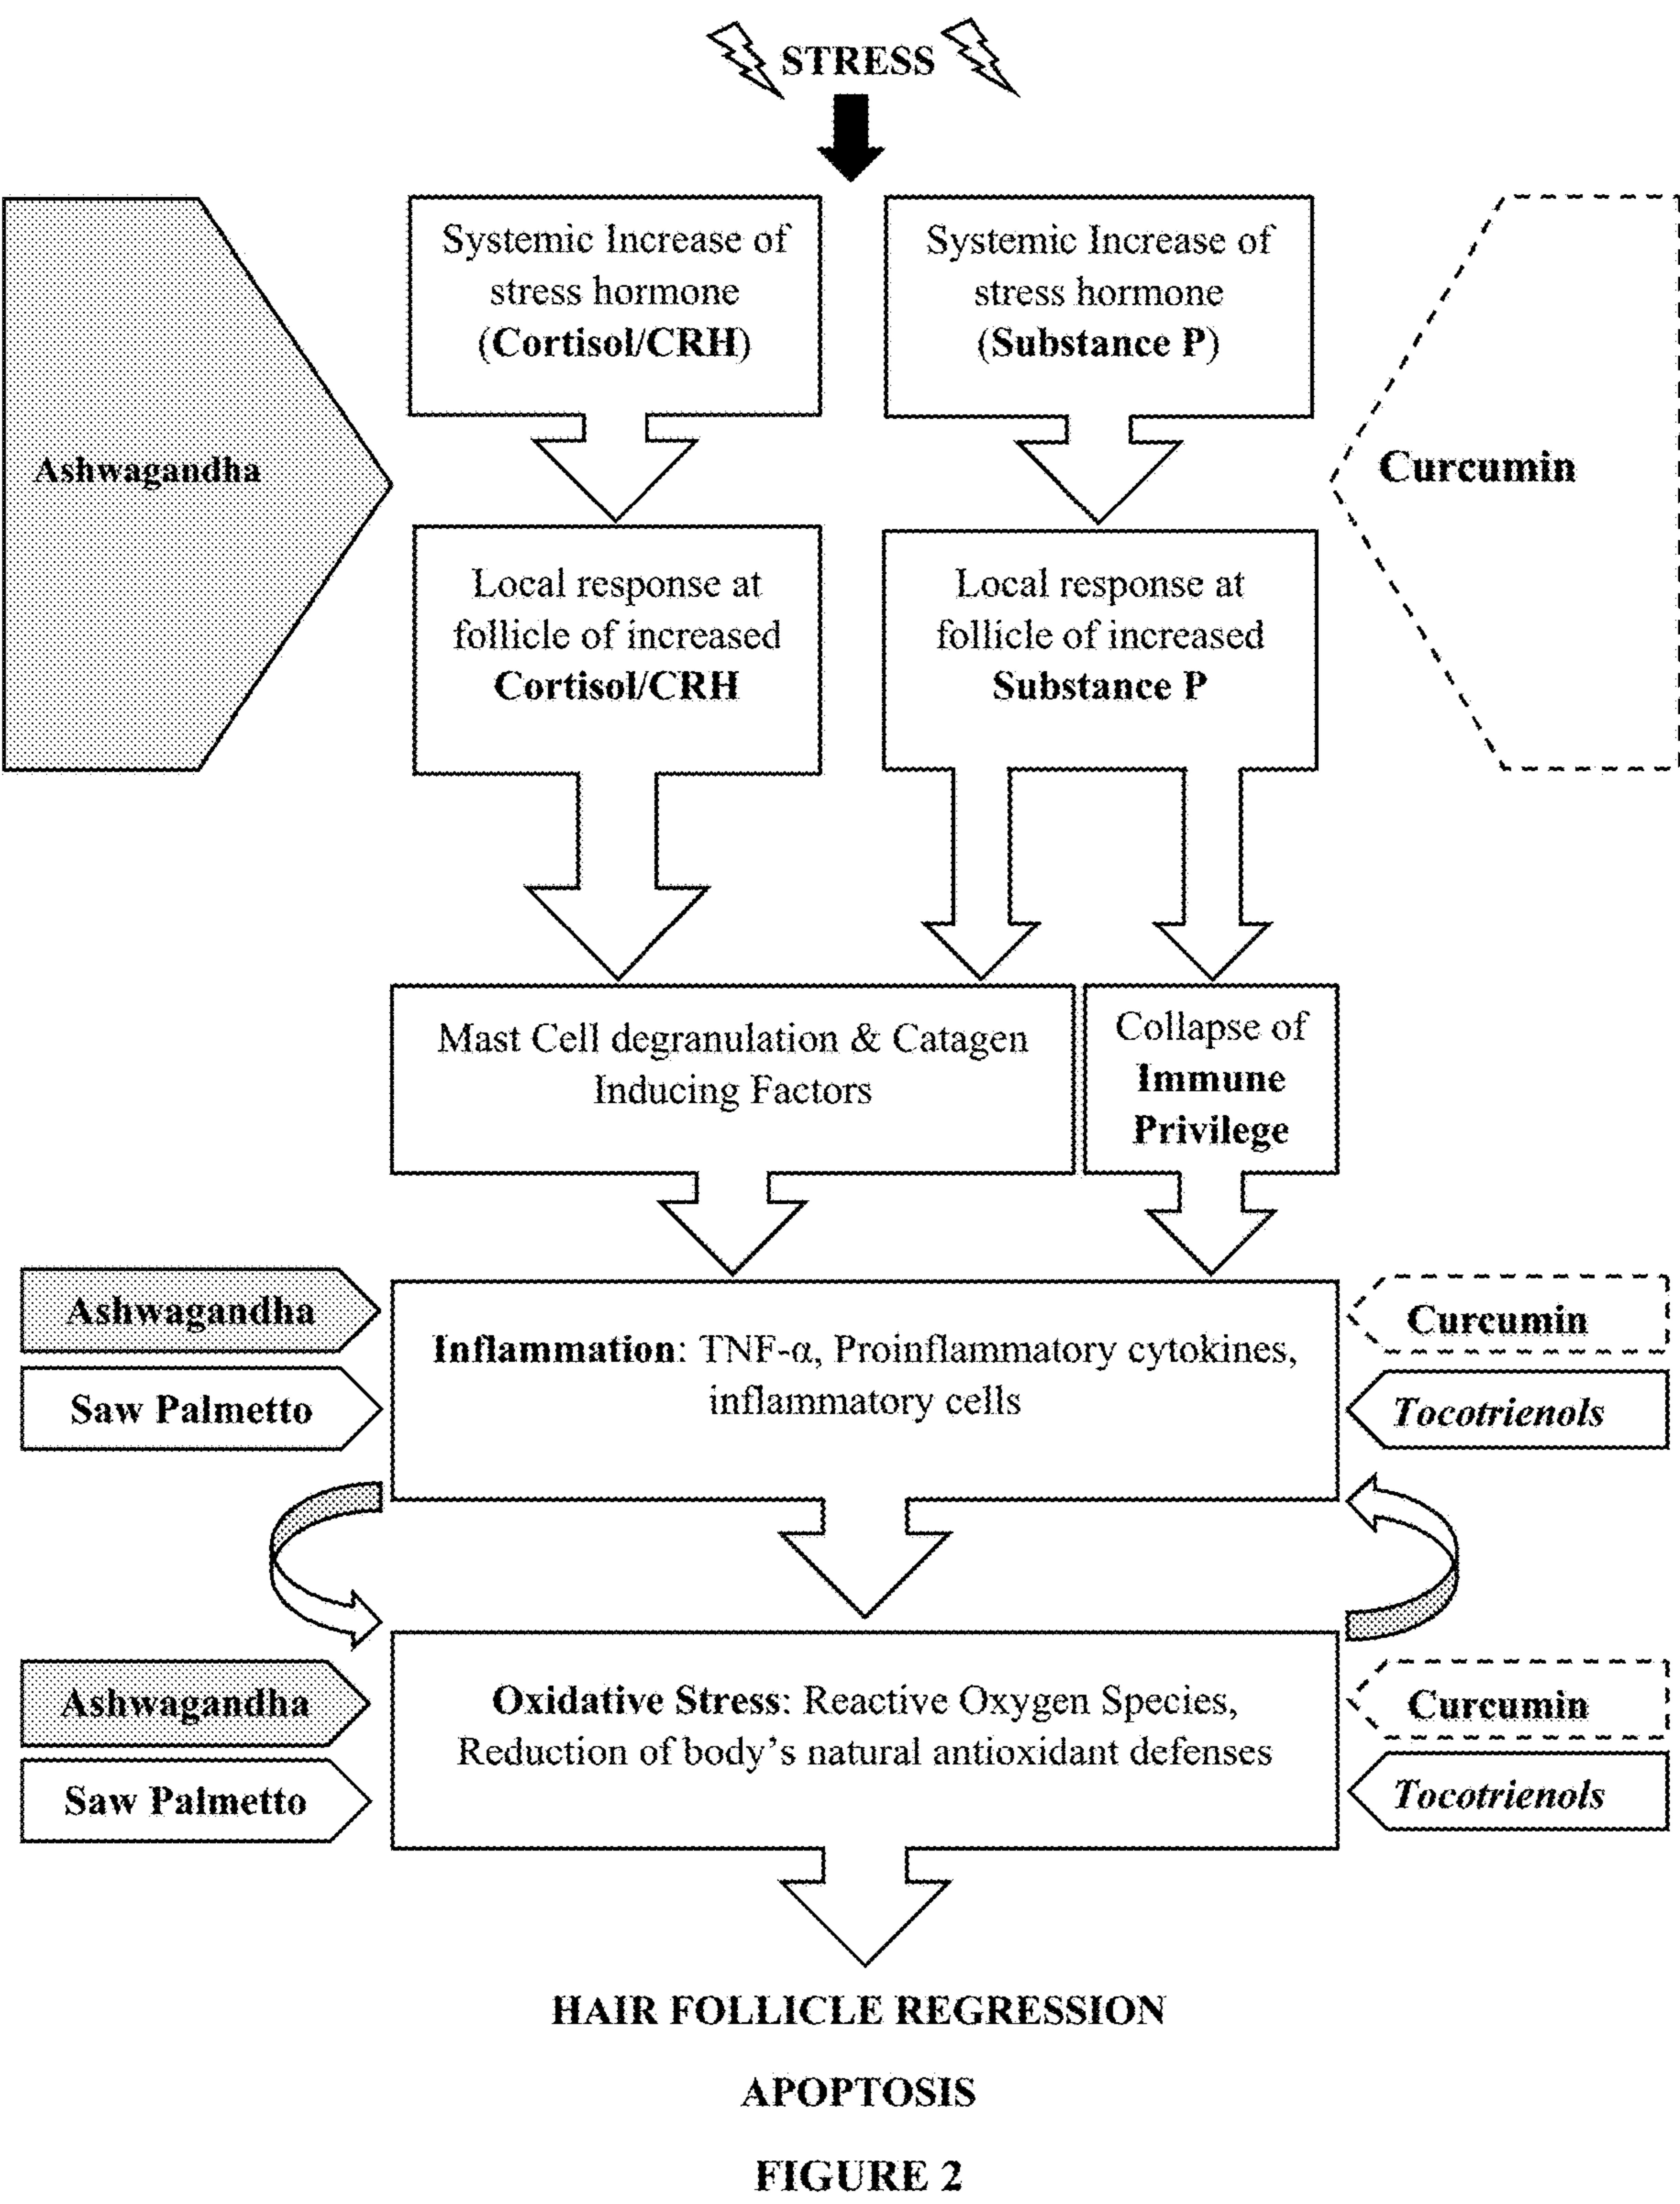 STRESS
Systemic Increase of
stress hormone
(Cortisol/CRH)
Systemic Increase of
stress hormone
(Substance P)
Ashwagandha
Curcumin
Local response at
follicle of increased
Cortisol/CRH
Local response at
follicle of increased
Substance P
Mast Cell degranulation & Catagen
Inducing Factors
Collapse of
Immune
Privilege
Ashwagandha
Saw Palmetto
Inflammation: TNF-α, Proinflammatory cytokines,
inflammatory cells
Curcumin
Tocotrienols
Ashwagandha
Saw Palmetto
Oxidative Stress: Reactive Oxygen Species,
Reduction of body's natural antioxidant defenses
Curcumin
Tocotrienols
HAIR FOLLICLE REGRESSION
APOPTOSIS
FIGURE 2